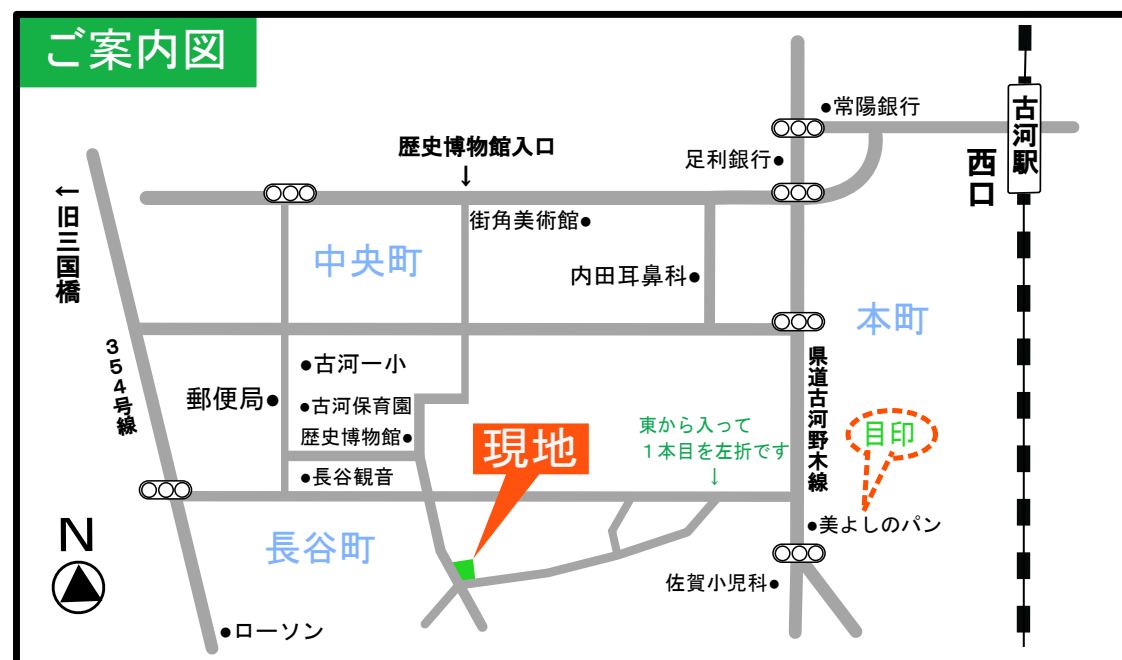 ご案内図
古河駅
西口
●常陽銀行
足利銀行●
歴史博物館入口
↓
←旧三国橋
街角美術館●
中央町
内田耳鼻科●
本町
354号線
●古河一小
郵便局●
●古河保育園
歴史博物館●
●長谷観音
現地
東から入って
1本目を左折です
↓
県道古河野木線
目印
●美よしのパン
N
長谷町
佐賀小児科●
●ローソン